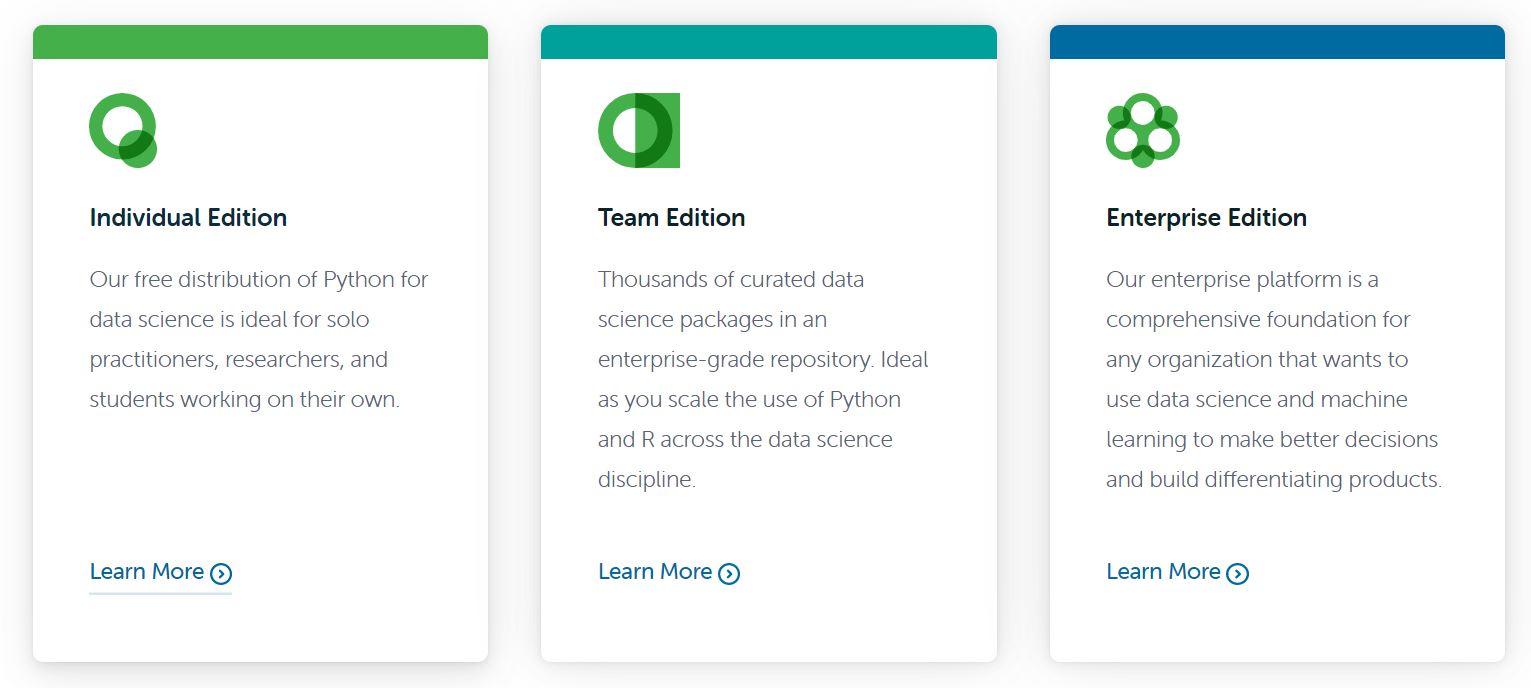 Individual Edition
Our free distribution of Python for
data science is ideal for solo
practitioners, researchers, and
students working on their own.
Learn More
Team Edition
Thousands of curated data
science packages in an
enterprise-grade repository. Ideal
as you scale the use of Python
and R across the data science
discipline.
Learn More
Enterprise Edition
Our enterprise platform is a
comprehensive foundation for
any organization that wants to
use data science and machine
learning to make better decisions
and build differentiating products.
Learn More